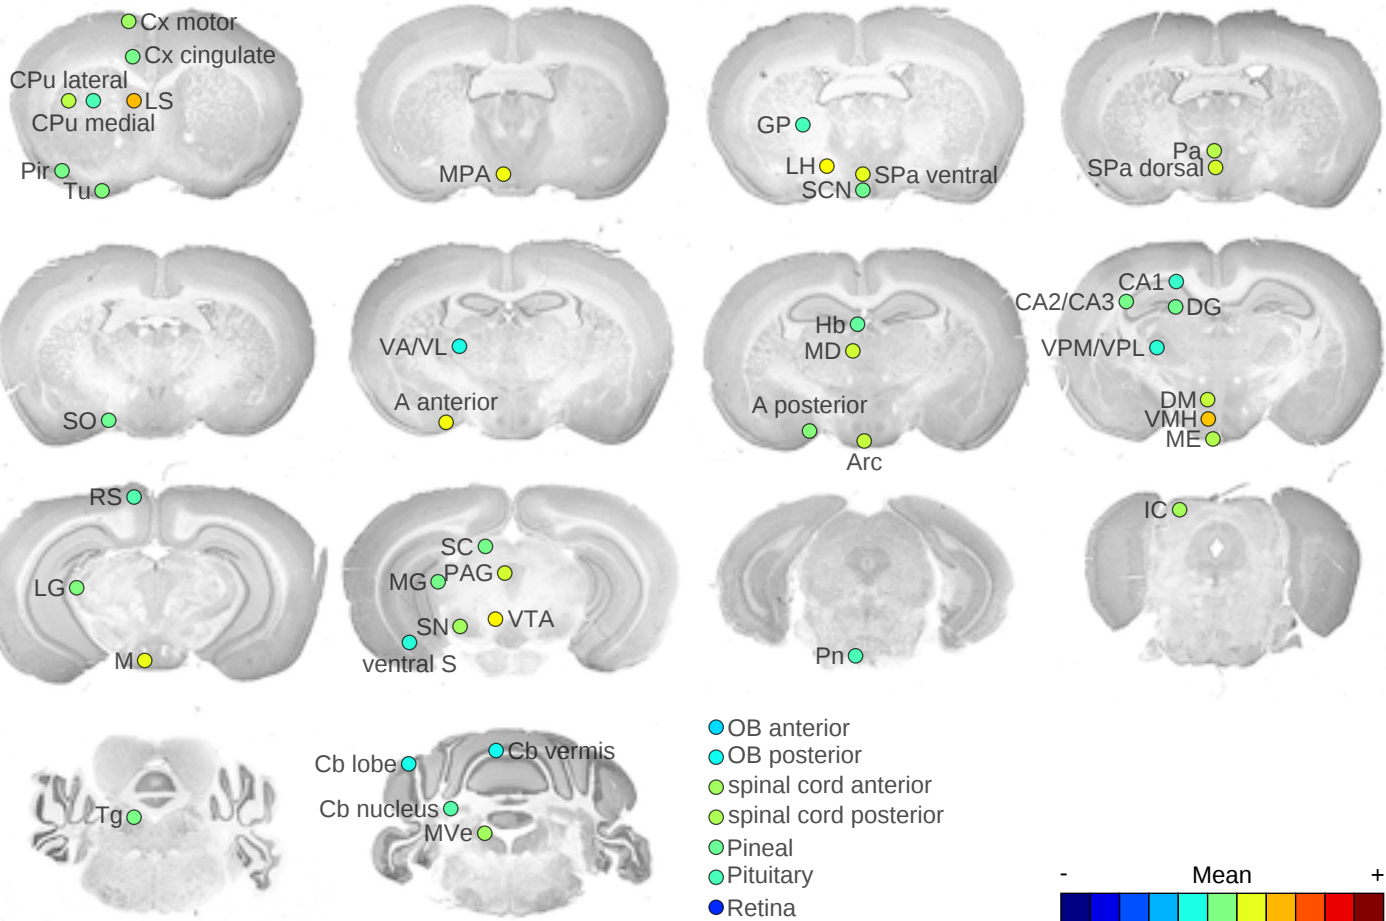 Cx motor
Cx cingulate
CPu lateral
LS
CPu medial
Pir
Tu
MPA
GP
LH
SPa ventral
SCN
Pa
SPa dorsal
SO
VA/VL
A anterior
Hb
MD
A posterior
Arc
CA1
CA2/CA3
DG
VPM/VPL
DM
VMH
ME
RS
LG
M
SC
MG
PAG
SN
VTA
ventral S
Pn
IC
Tg
Cb lobe
Cb vermis
Cb nucleus
MVe
OB anterior
OB posterior
spinal cord anterior
spinal cord posterior
Pineal
Pituitary
Retina
- Mean +